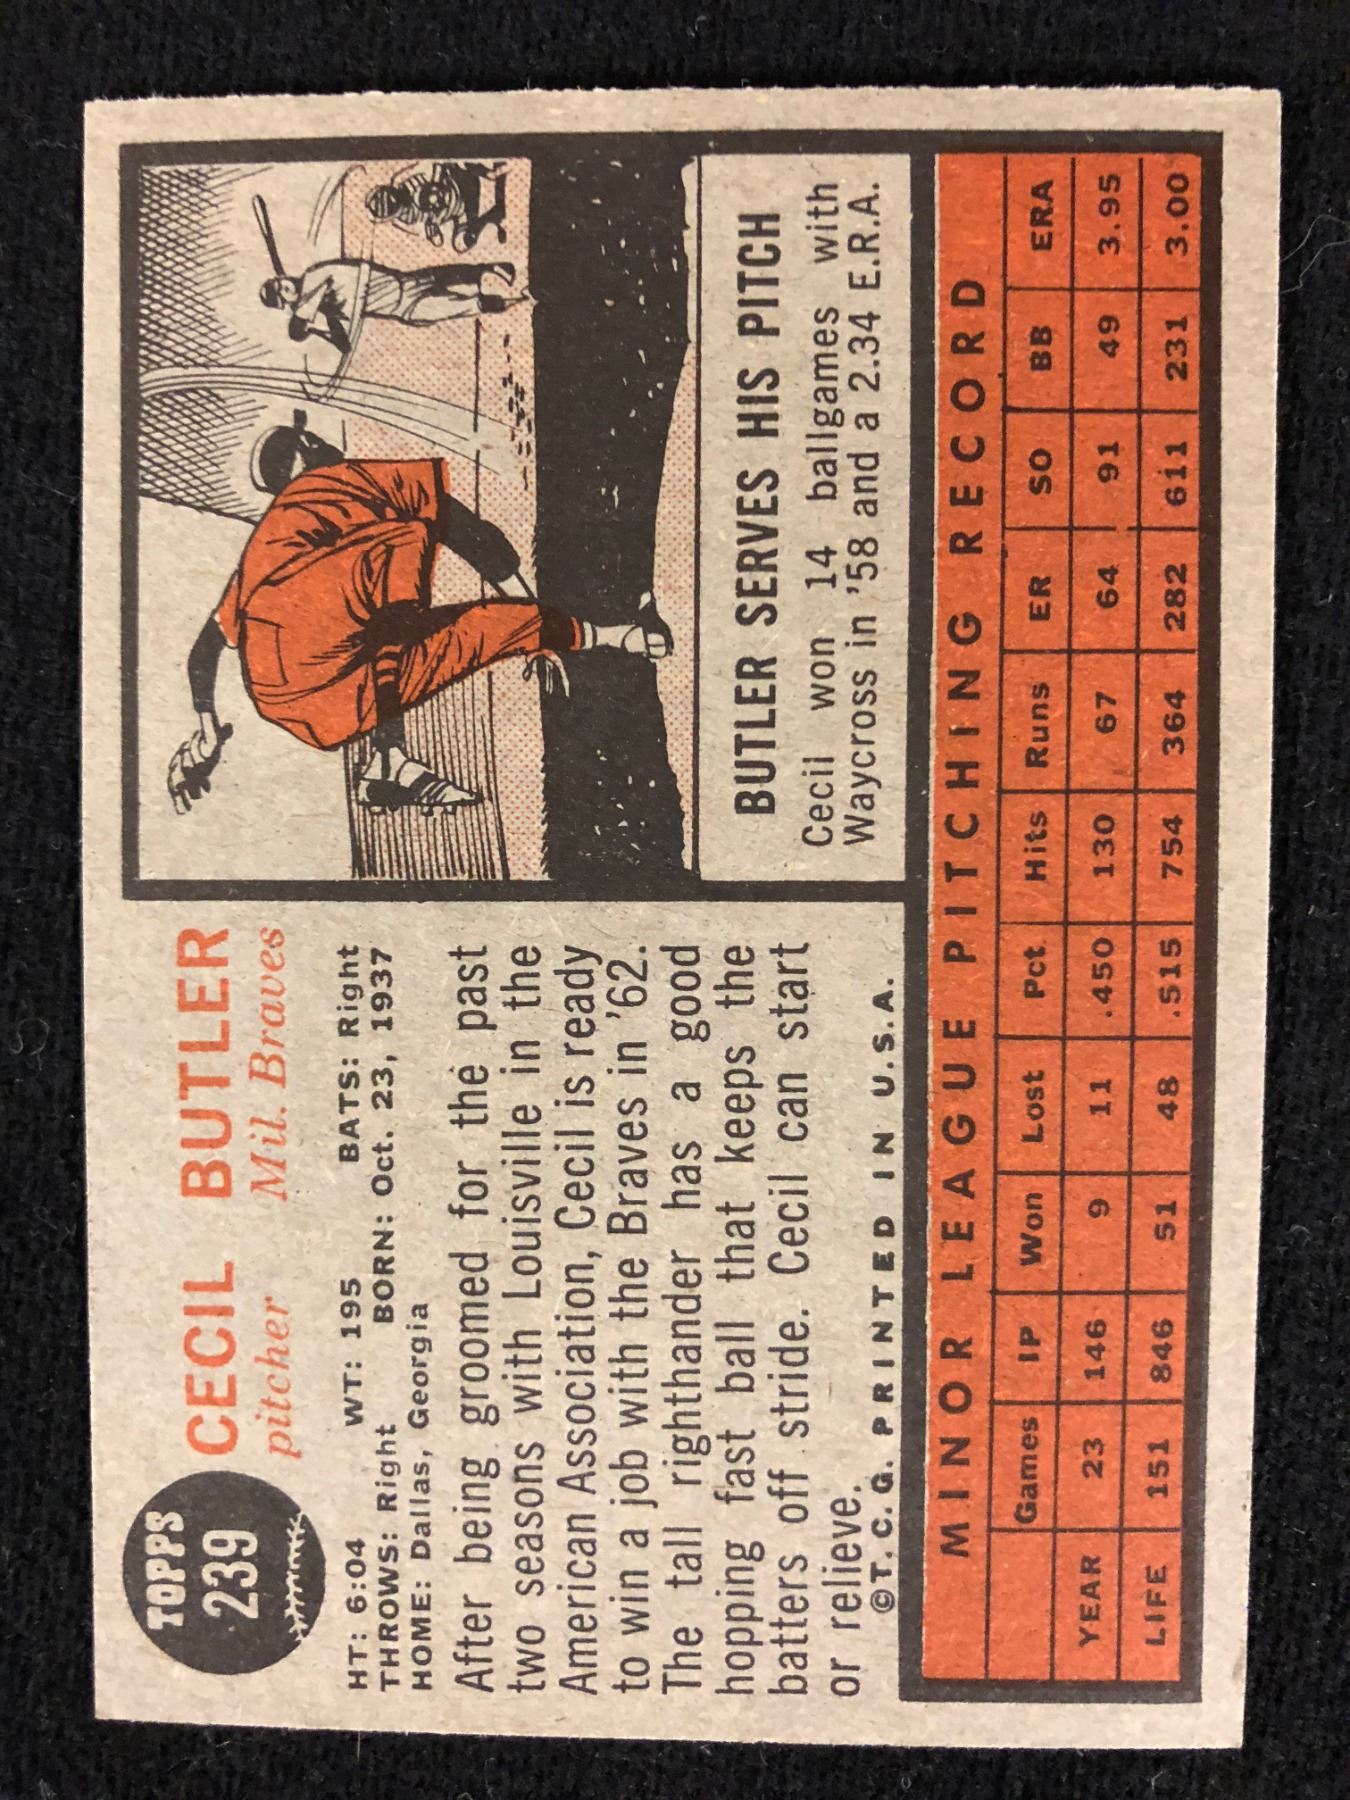 TOPPS
239
CECIL BUTLER
pitcher Mil. Braves
HT: 6:04 WT: 195 BATS: Right
THROWS: Right BORN: Oct. 23, 1937
HOME: Dallas, Georgia
After being groomed for the past
two seasons with Louisville in the
American Association, Cecil is ready
to win a job with the Braves in '62.
The tall righthander has a good
hopping fast ball that keeps the
batters off stride. Cecil can start
or relieve.
©T. C. G. PRINTED IN U.S.A.
BUTLER SERVES HIS PITCH
Cecil won 14 ballgames with
Waycross in '58 and a 2.34 E.R.A.
MINOR LEAGUE PITCHING RECORD
Games IP Won Lost Pct Hits Runs ER SO BB ERA
YEAR 23 146 9 11 .450 130 67 64 91 49 3.95
LIFE 151 846 51 48 .515 754 364 282 611 231 3.00